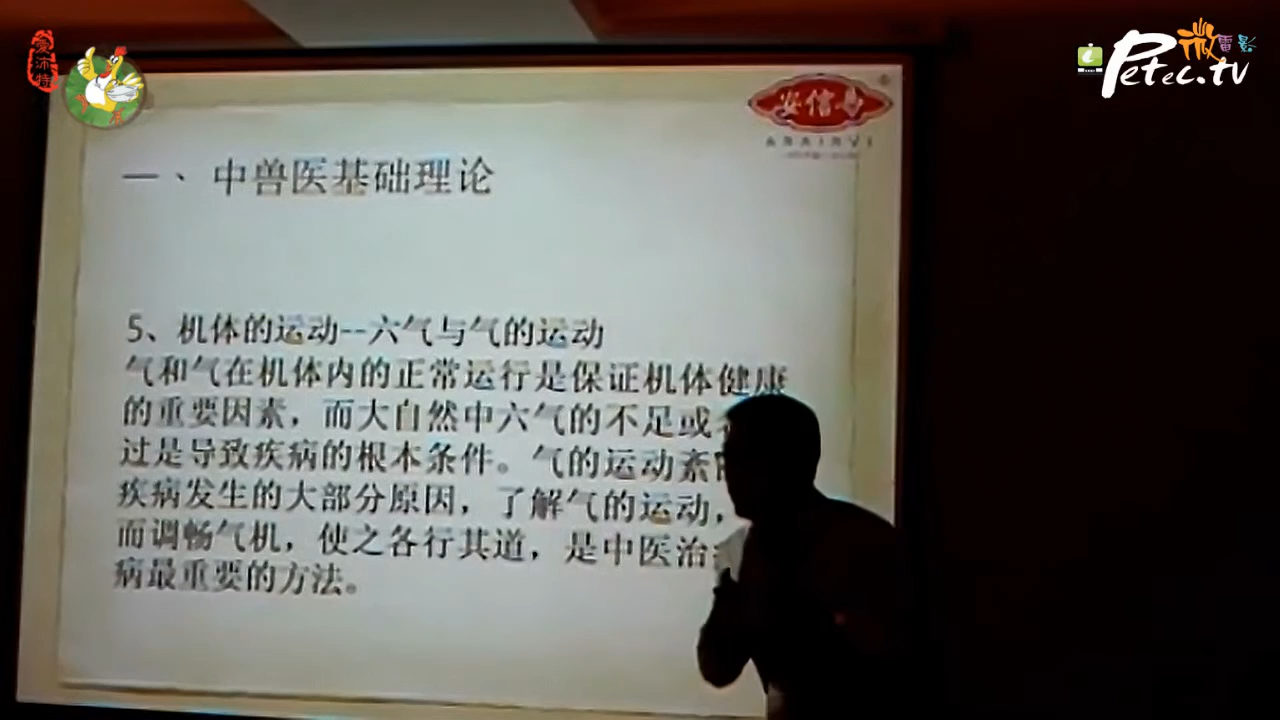 爱沛特
微电影
Petec.tv
安信
一、中兽医基础理论
5、机体的运动--六气与气的运动
气和气在机体内的正常运行是保证机体健康
的重要因素，而大自然中六气的不足或
过是导致疾病的根本条件。气的运动紊
疾病发生的大部分原因，了解气的运动，
而调畅气机，使之各行其道，是中医治
病最重要的方法。